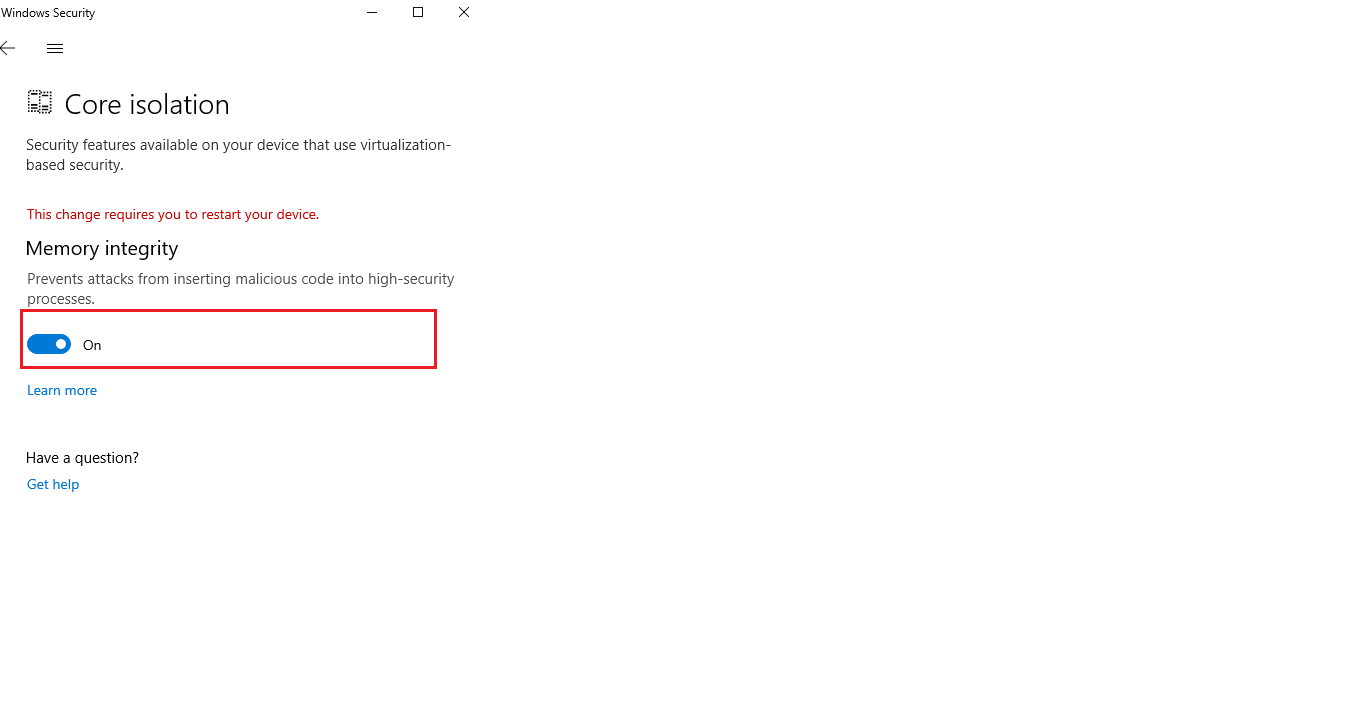 Windows Security
Core isolation
Security features available on your device that use virtualization-
based security.
This change requires you to restart your device.
Memory integrity
Prevents attacks from inserting malicious code into high-security
processes.
On
Learn more
Have a question?
Get help